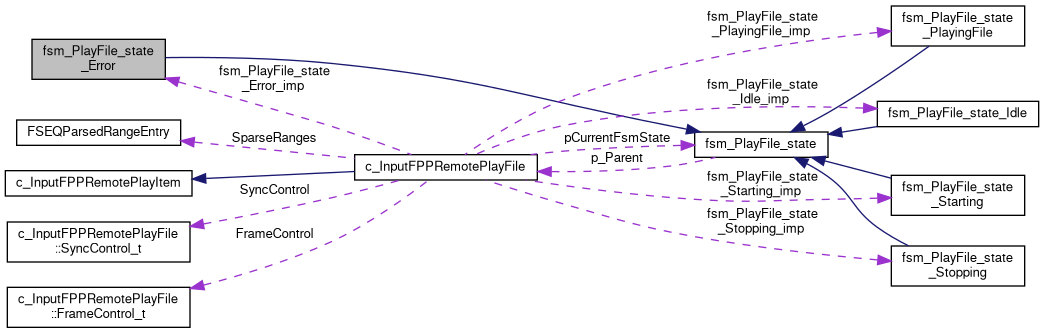 fsm_PlayFile_state
_Error
FSEQParsedRangeEntry
c_InputFPPRemotePlayItem
c_InputFPPRemotePlayFile
::SyncControl_t
c_InputFPPRemotePlayFile
::FrameControl_t
fsm_PlayFile_state
_Error_imp
SparseRanges
SyncControl
FrameControl
c_InputFPPRemotePlayFile
fsm_PlayFile_state
_PlayingFile_imp
fsm_PlayFile_state
_Idle_imp
pCurrentFsmState
p_Parent
fsm_PlayFile_state
_Starting_imp
fsm_PlayFile_state
_Stopping_imp
fsm_PlayFile_state
fsm_PlayFile_state
_PlayingFile
fsm_PlayFile_state_Idle
fsm_PlayFile_state
_Starting
fsm_PlayFile_state
_Stopping